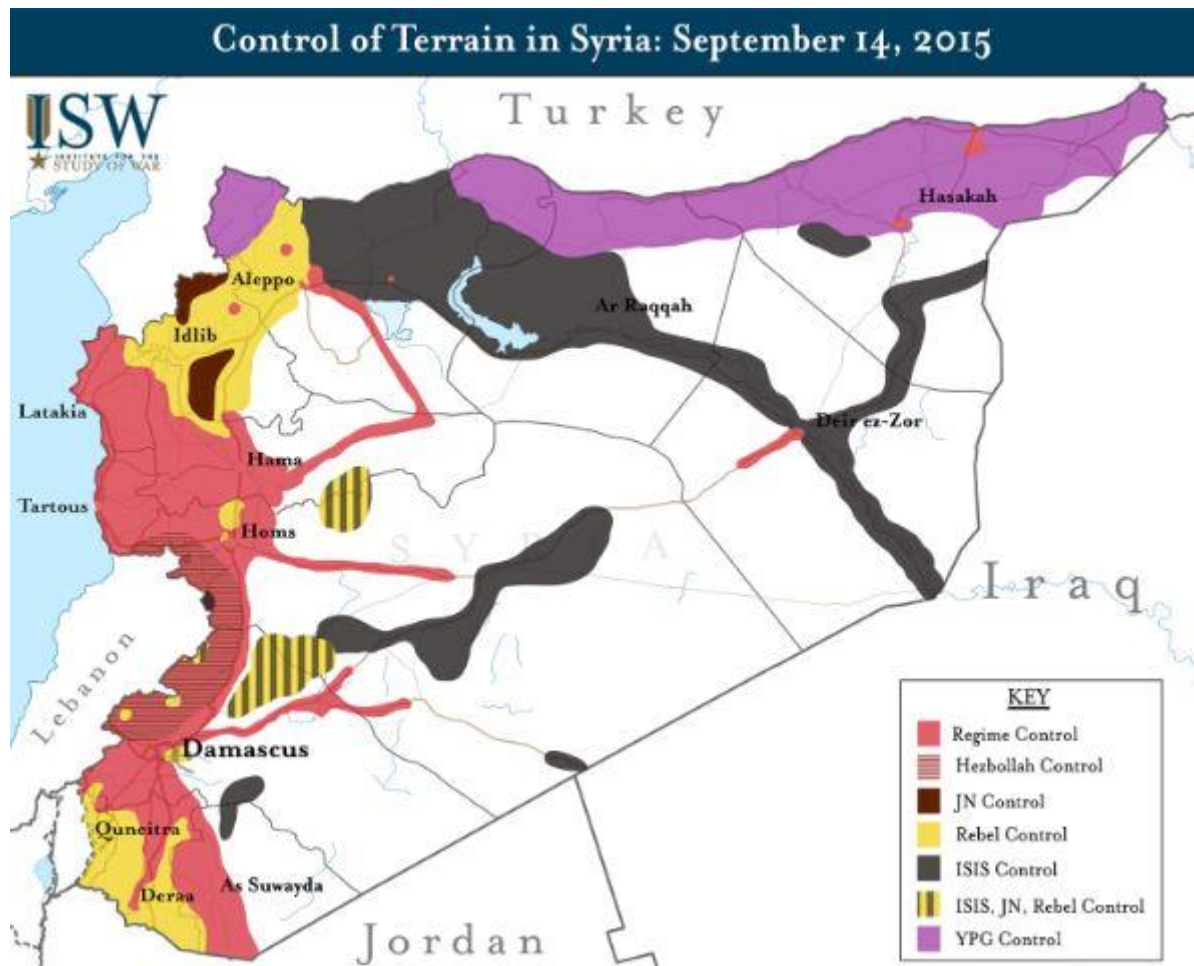 Control of Terrain in Syria: September 14, 2015
ISW
INSTITUTE FOR THE
STUDY OF WAR
Turkey
Hasakah
Aleppo
Ar Raqqah
Idlib
Latakia
Deir ez-Zor
Hama
Tartous
Homs
SYRIA
Iraq
Lebanon
Damascus
Quneitra
Deraa
As Suwayda
Jordan
KEY
Regime Control
Hezbollah Control
JN Control
Rebel Control
ISIS Control
ISIS, JN, Rebel Control
YPG Control